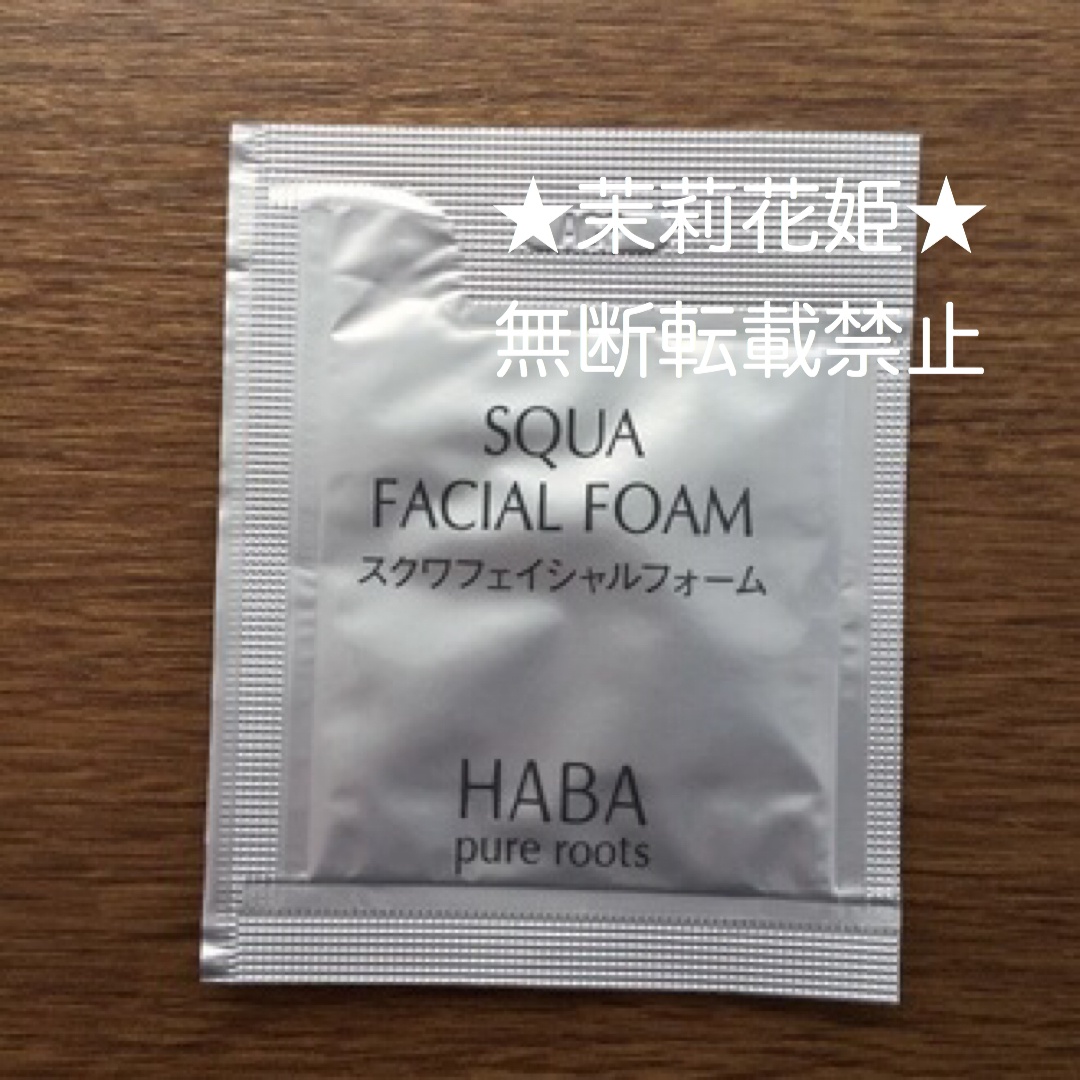 ★茉莉花姫★
無断転載禁止
SQUA
FACIAL FOAM
スクワフェイシャルフォーム
HABA
pure roots